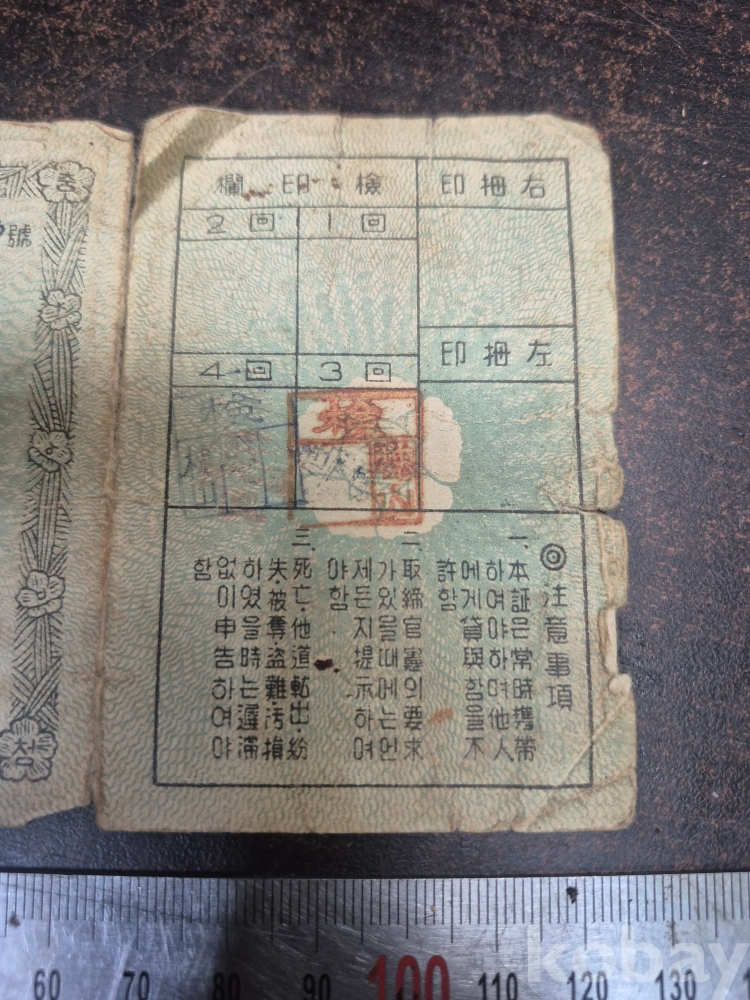 號
충
청
右拇印
檢印欄
1回
2回
左拇印
3回
4回
檢
檢
◎注意事項
一、本証은常時携帶
하여야하며他人
에게貸與함을不
許함
二、取締官憲의要求
가있을때에는언
제든지提示하여
야함
三、死亡·他道転出·紛
失·被奪·盜難·汚損
하였을時는遲滯
없이申告하여야
함
60 70 80 90 100 110 120 130
kobay